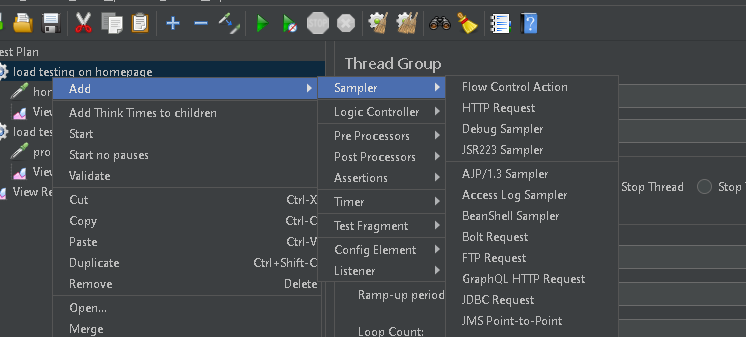 est Plan
load testing on homepage
hor
View
load tes
pro
View
View Re
Add
Add Think Times to children
Start
Start no pauses
Validate
Cut Ctrl-X
Copy Ctrl-C
Paste Ctrl-V
Duplicate Ctrl+Shift-C
Remove Delete
Open...
Merge
Sampler
Logic Controller
Pre Processors
Post Processors
Assertions
Timer
Test Fragment
Config Element
Listener
Flow Control Action
HTTP Request
Debug Sampler
JSR223 Sampler
AJP/1.3 Sampler
Access Log Sampler
BeanShell Sampler
Bolt Request
FTP Request
GraphQL HTTP Request
JDBC Request
JMS Point-to-Point
Thread Group
Stop Thread Stop
Ramp-up period
Loop Count:
STOP